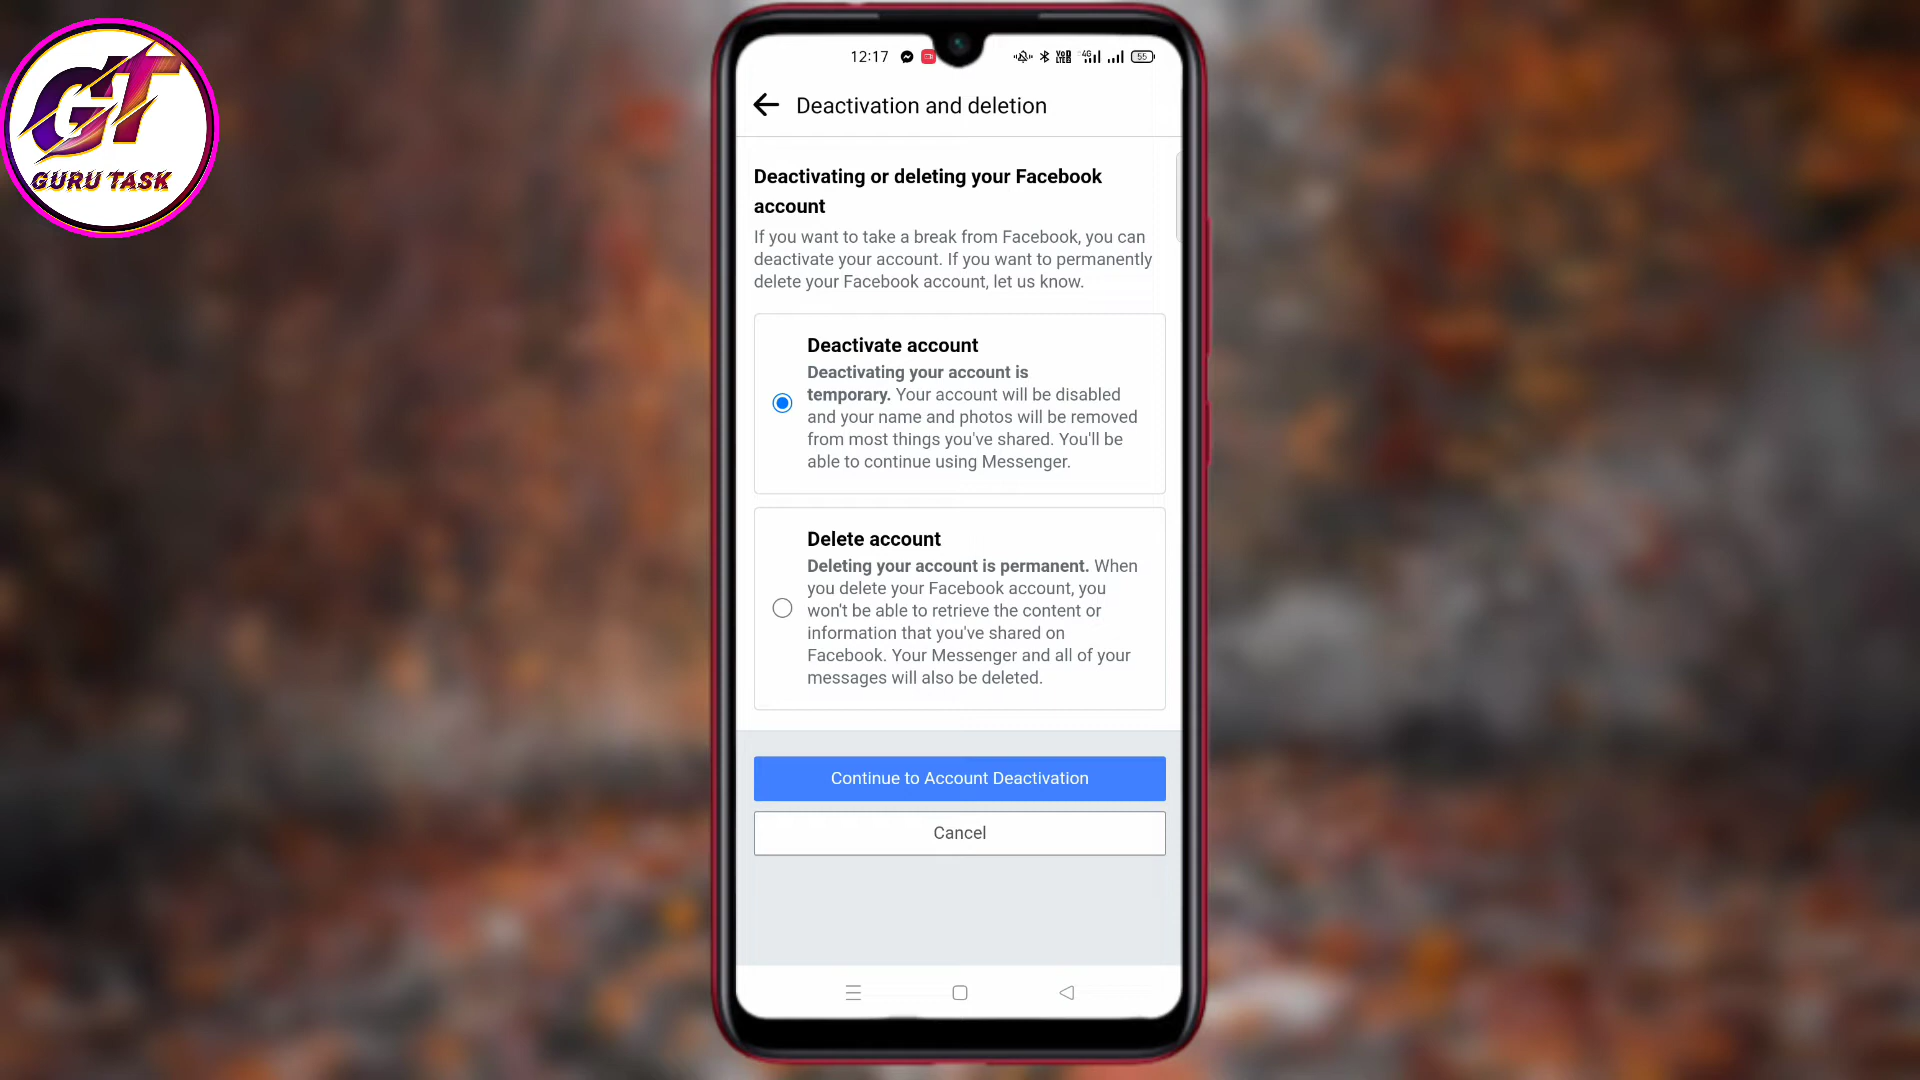 GT
GURU TASK
12:17
VoD
LTE
4G
55
Deactivation and deletion
Deactivating or deleting your Facebook
account
If you want to take a break from Facebook, you can
deactivate your account. If you want to permanently
delete your Facebook account, let us know.
Deactivate account
Deactivating your account is
temporary. Your account will be disabled
and your name and photos will be removed
from most things you've shared. You'll be
able to continue using Messenger.
Delete account
Deleting your account is permanent. When
you delete your Facebook account, you
won't be able to retrieve the content or
information that you've shared on
Facebook. Your Messenger and all of your
messages will also be deleted.
Continue to Account Deactivation
Cancel